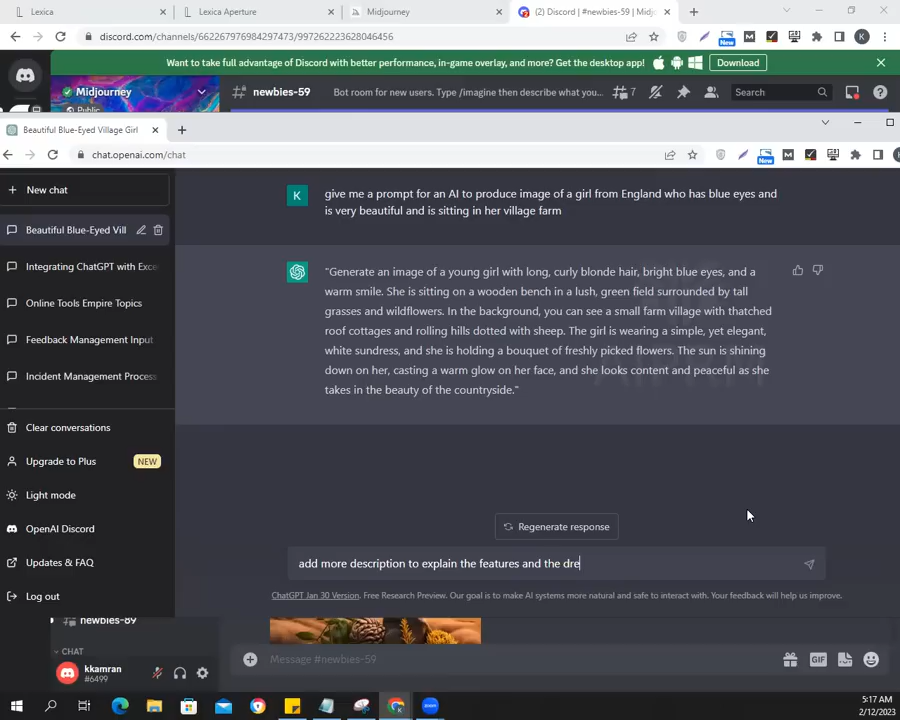 Lexica
Lexica Aperture
Midjourney
(2) Discord | #newbies-59 | Midj
discord.com/channels/662267976984297473/997262223628046456
New
K
Want to take full advantage of Discord with better performance, in-game overlay, and more? Get the desktop app!
Download
Midjourney
Public
newbies-59
Bot room for new users. Type /imagine then describe what you...
7
Search
Beautiful Blue-Eyed Village Girl
chat.openai.com/chat
New
New chat
Beautiful Blue-Eyed Vill
Integrating ChatGPT with Exce
Online Tools Empire Topics
Feedback Management Input
Incident Management Process
Clear conversations
Upgrade to Plus
NEW
Light mode
OpenAI Discord
Updates & FAQ
Log out
K
give me a prompt for an AI to produce image of a girl from England who has blue eyes and
is very beautiful and is sitting in her village farm
"Generate an image of a young girl with long, curly blonde hair, bright blue eyes, and a
warm smile. She is sitting on a wooden bench in a lush, green field surrounded by tall
grasses and wildflowers. In the background, you can see a small farm village with thatched
roof cottages and rolling hills dotted with sheep. The girl is wearing a simple, yet elegant,
white sundress, and she is holding a bouquet of freshly picked flowers. The sun is shining
down on her, casting a warm glow on her face, and she looks content and peaceful as she
takes in the beauty of the countryside."
Regenerate response
add more description to explain the features and the dre
ChatGPT Jan 30 Version. Free Research Preview. Our goal is to make AI systems more natural and safe to interact with. Your feedback will help us improve.
newbies-89
CHAT
kkamran
#6499
Message #newbies-59
GIF
zoom
5:17 AM
2/12/2023